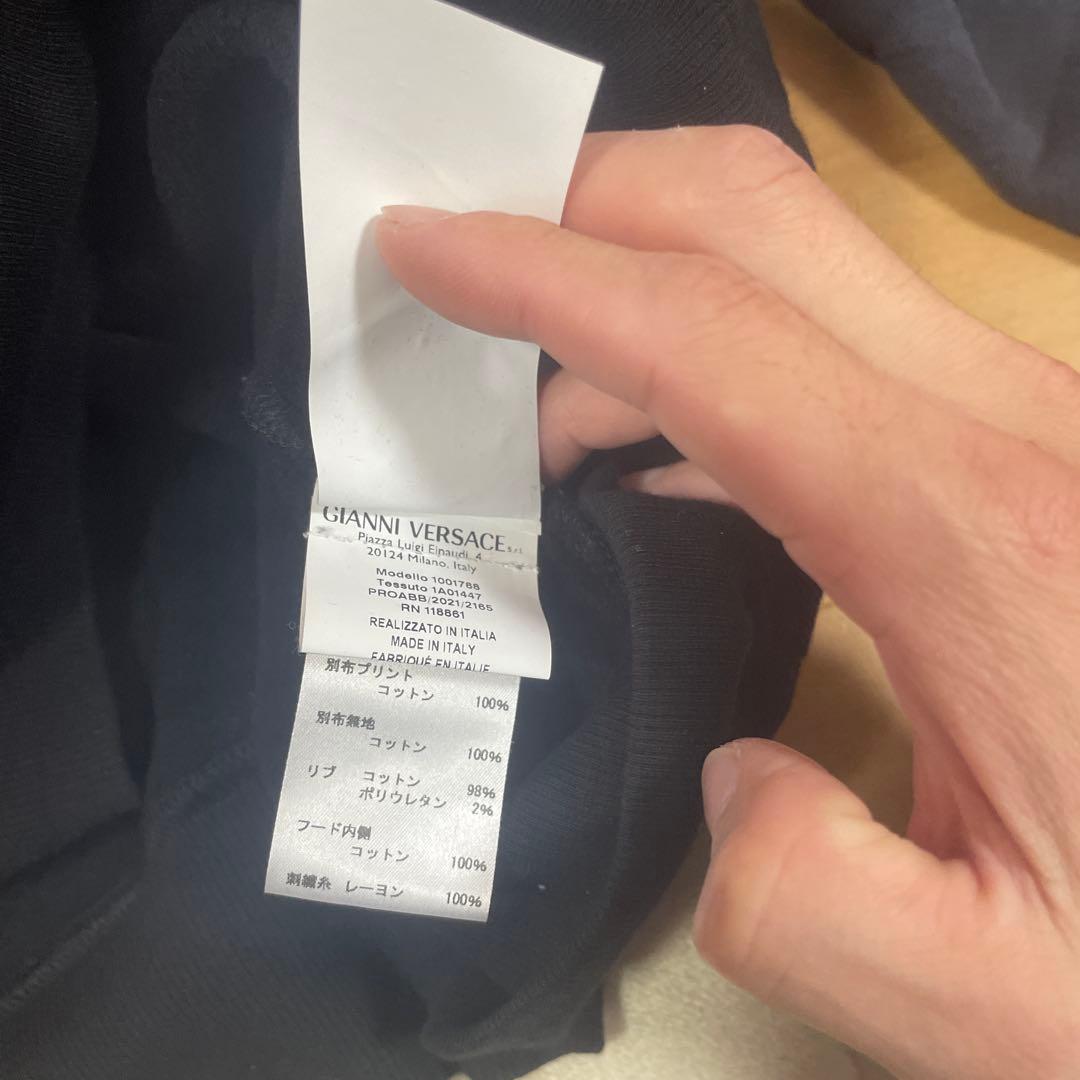 GIANNI VERSACE S.r.l.
Piazza Luigi Einaudi, 4
20124 Milano, Italy
Modello 1001768
Tessuto 1A01447
PROABB/2021/2165
RN 118861
REALIZZATO IN ITALIA
MADE IN ITALY
FABRIQUÉ EN ITALIE
別布プリント
コットン 100%
別布無地
コットン 100%
リブ コットン 98%
ポリウレタン 2%
フード内側
コットン 100%
刺繍糸 レーヨン 100%